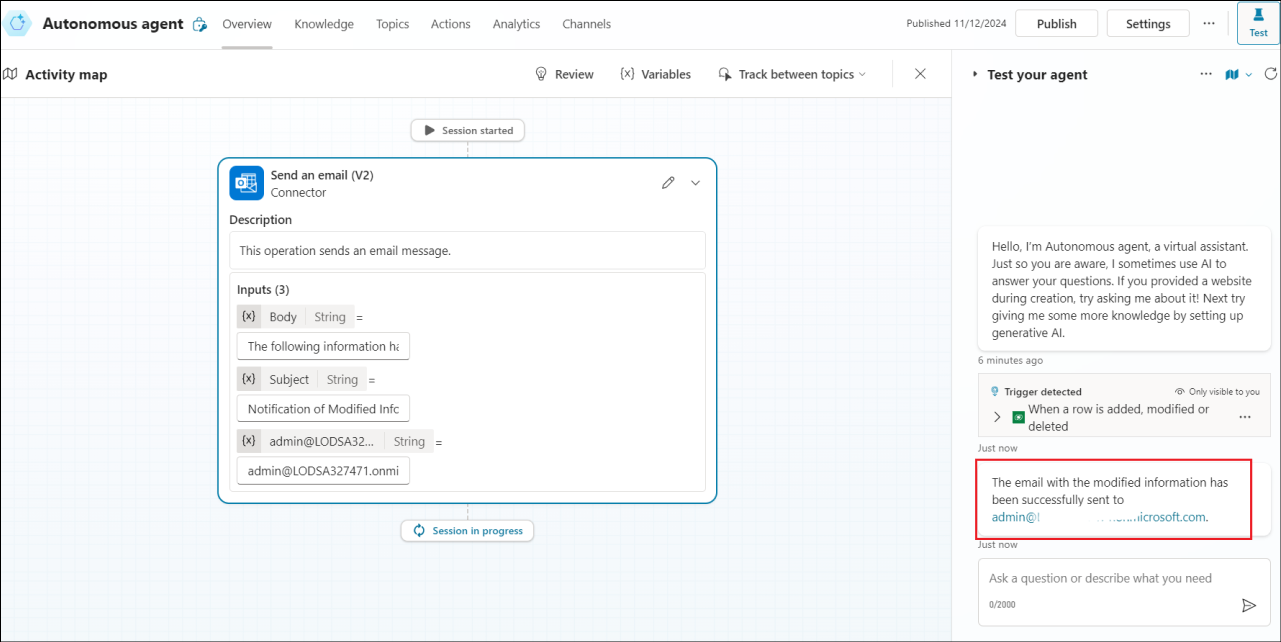 Autonomous agent Overview Knowledge Topics Actions Analytics Channels Published 11/12/2024 Publish Settings ... Test
Activity map Review {x} Variables Track between topics
Session started
Send an email (V2)
Connector
Description
This operation sends an email message.
Inputs (3)
{x} Body String =
The following information ha
{x} Subject String =
Notification of Modified Infc
{x} admin@LODSA32... String =
admin@LODSA327471.onmi
Session in progress
Test your agent ...
Hello, I'm Autonomous agent, a virtual assistant.
Just so you are aware, I sometimes use AI to
answer your questions. If you provided a website
during creation, try asking me about it! Next try
giving me some more knowledge by setting up
generative AI.
6 minutes ago
Trigger detected Only visible to you
When a row is added, modified or
deleted ...
Just now
The email with the modified information has
been successfully sent to
admin@ microsoft.com.
Just now
Ask a question or describe what you need
0/2000